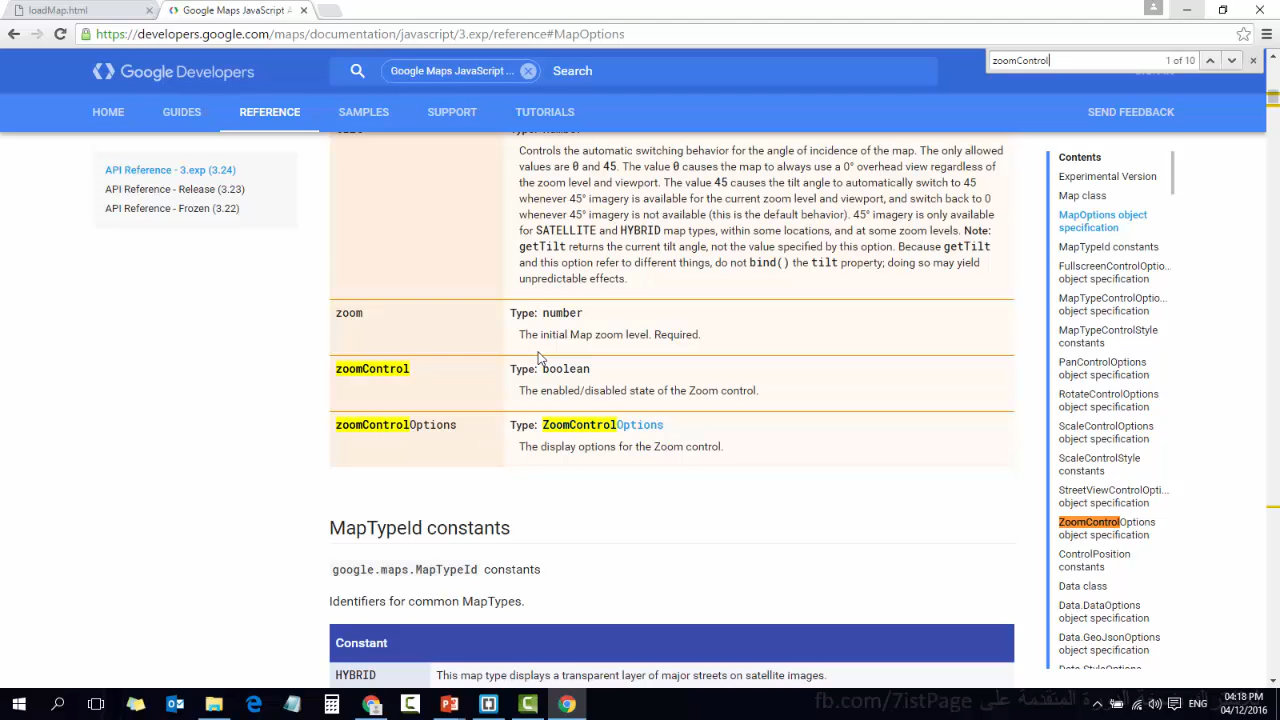 loadMap.html
Google Maps JavaScript A
https://developers.google.com/maps/documentation/javascript/3.exp/reference#MapOptions
zoomControl 1 of 10
Google Developers
Google Maps JavaScript ...
Search
HOME GUIDES REFERENCE SAMPLES SUPPORT TUTORIALS SEND FEEDBACK
API Reference - 3.exp (3.24)
API Reference - Release (3.23)
API Reference - Frozen (3.22)
Controls the automatic switching behavior for the angle of incidence of the map. The only allowed
values are 0 and 45. The value 0 causes the map to always use a 0° overhead view regardless of
the zoom level and viewport. The value 45 causes the tilt angle to automatically switch to 45
whenever 45° imagery is available for the current zoom level and viewport, and switch back to 0
whenever 45° imagery is not available (this is the default behavior). 45° imagery is only available
for SATELLITE and HYBRID map types, within some locations, and at some zoom levels. Note:
getTilt returns the current tilt angle, not the value specified by this option. Because getTilt
and this option refer to different things, do not bind() the tilt property; doing so may yield
unpredictable effects.
zoom Type: number
The initial Map zoom level. Required.
zoomControl Type: boolean
The enabled/disabled state of the Zoom control.
zoomControlOptions Type: ZoomControlOptions
The display options for the Zoom control.
MapTypeId constants
google.maps.MapTypeId constants
Identifiers for common MapTypes.
Constant
HYBRID This map type displays a transparent layer of major streets on satellite images.
Contents
Experimental Version
Map class
MapOptions object
specification
MapTypeId constants
FullscreenControlOptio...
object specification
MapTypeControlOptio...
object specification
MapTypeControlStyle
constants
PanControlOptions
object specification
RotateControlOptions
object specification
ScaleControlOptions
object specification
ScaleControlStyle
constants
StreetViewControlOpti...
object specification
ZoomControlOptions
object specification
ControlPosition
constants
Data class
Data.DataOptions
object specification
Data.GeoJsonOptions
object specification
Data.StyleOptions
fb.com/7istPage
ENG
04:18 PM
04/12/2016